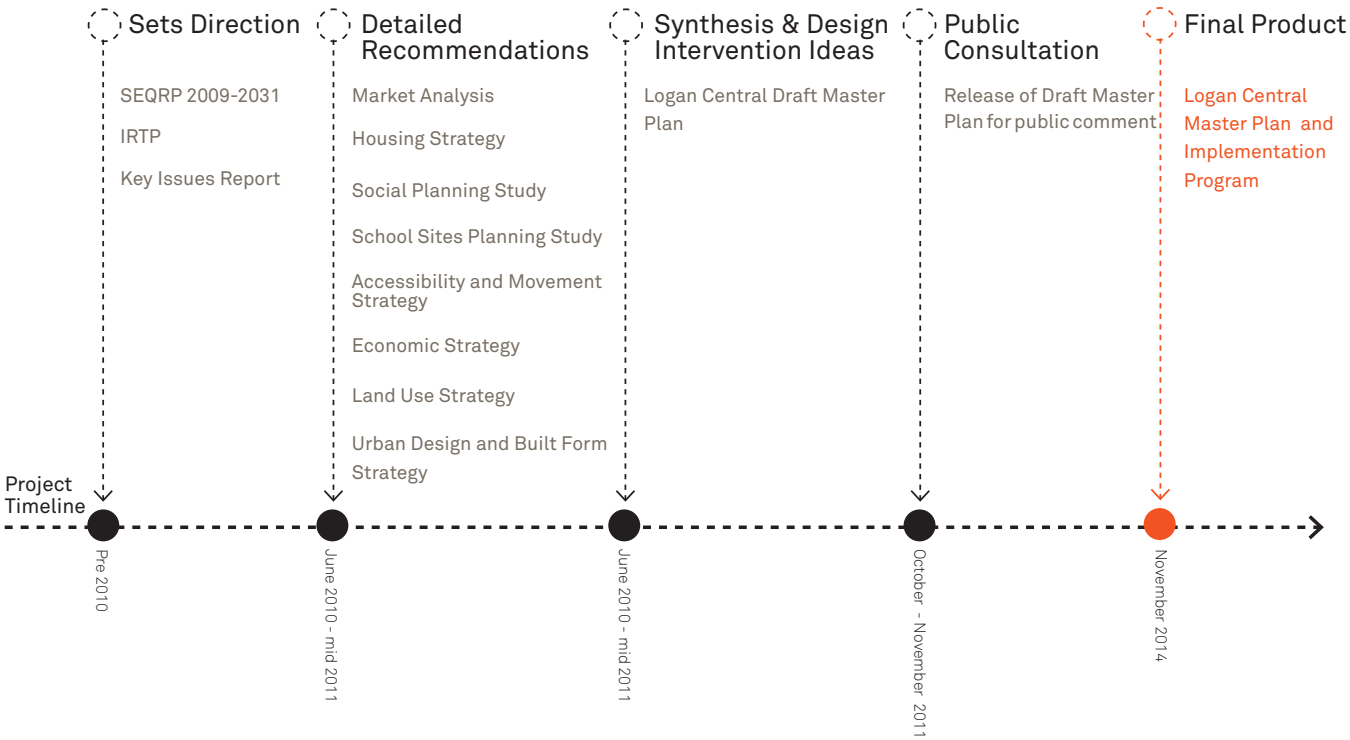 Sets Direction
SEQRP 2009-2031
IRTP
Key Issues Report
Detailed
Recommendations
Market Analysis
Housing Strategy
Social Planning Study
School Sites Planning Study
Accessibility and Movement
Strategy
Economic Strategy
Land Use Strategy
Urban Design and Built Form
Strategy
Synthesis & Design
Intervention Ideas
Logan Central Draft Master
Plan
Public
Consultation
Release of Draft Master
Plan for public comment
Final Product
Logan Central
Master Plan and
Implementation
Program
Project
Timeline
Pre 2010
June 2010 - mid 2011
June 2010 - mid 2011
October - November 2011
November 2014